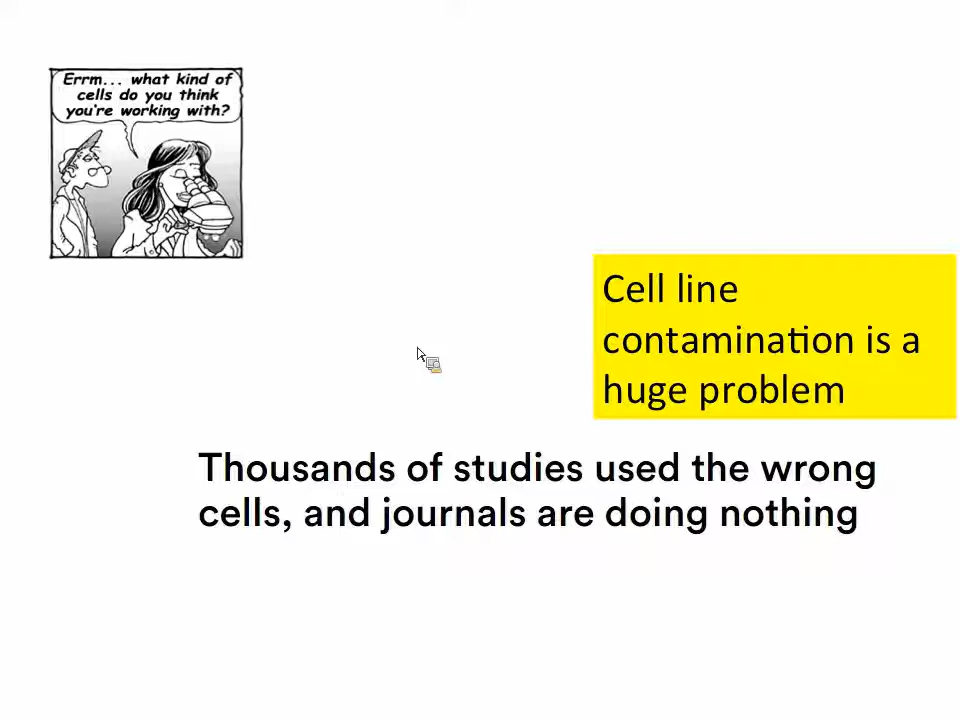 Errm... what kind of
cells do you think
you're working with?
Cell line
contamination is a
huge problem
Thousands of studies used the wrong
cells, and journals are doing nothing